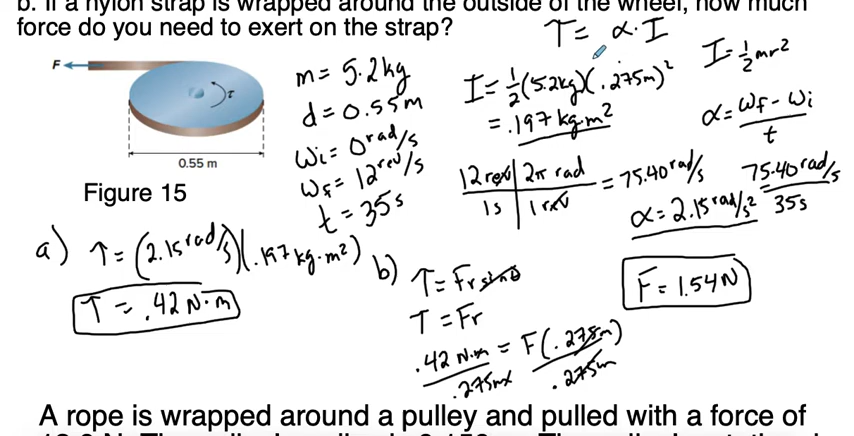 b. If a nylon strap is wrapped around the outside of the wheel, how much
force do you need to exert on the strap?
τ = α · I
F
τ
0.55 m
Figure 15
m = 5.2kg
d = 0.55m
ωi = 0 rad/s
ωf = 12 rev/s
t = 35s
I = ½(5.2kg)(.275m)²
= .197 kg·m²
I = ½mr²
α = ωf - ωi / t
12 rev | 2π rad
1s | 1 rev
= 75.40 rad/s
75.40 rad/s
35s
α = 2.15 rad/s²
a) τ = (2.15 rad/s)(.197 kg·m²)
τ = .42 N·m
b) τ = Fr sinθ
τ = Fr
.42 N·m = F(.275m)
.275m .275m
F = 1.54N
A rope is wrapped around a pulley and pulled with a force of